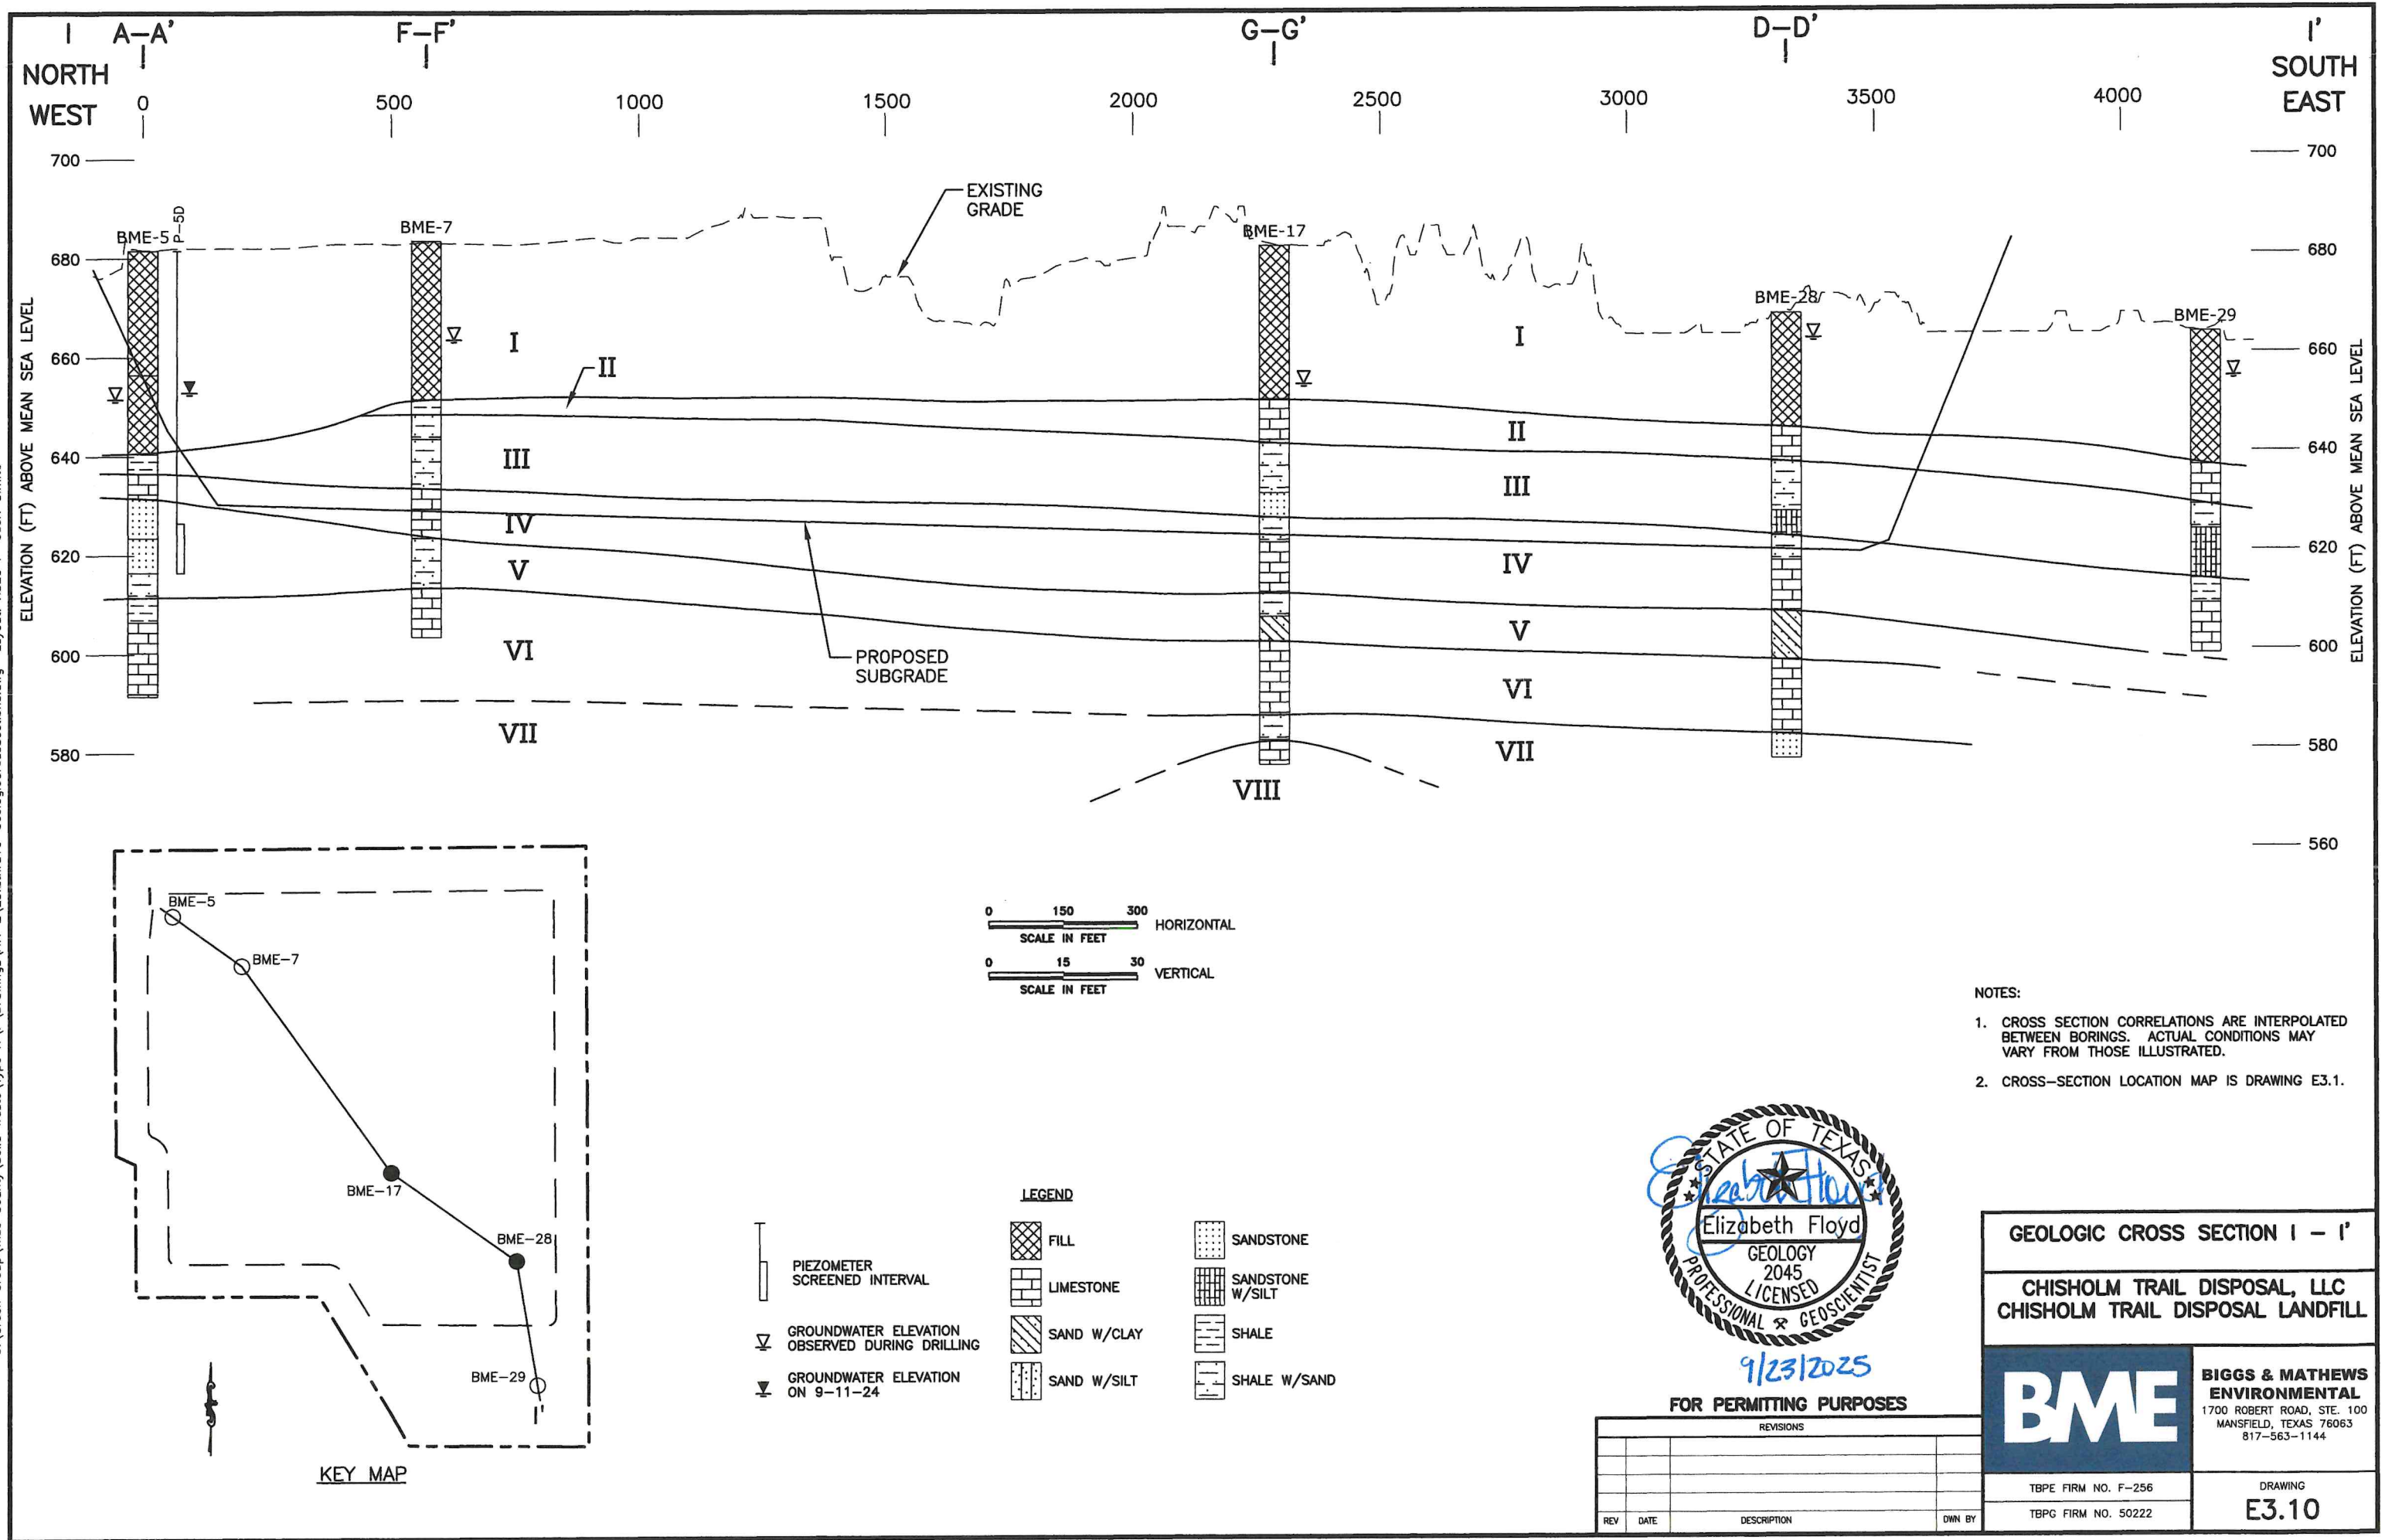 I A–A' F–F' G–G' D–D' I'
NORTH WEST
SOUTH EAST
0 500 1000 1500 2000 2500 3000 3500 4000
700
680
660
640
620
600
580
ELEVATION (FT) ABOVE MEAN SEA LEVEL
700
680
660
640
620
600
580
560
ELEVATION (FT) ABOVE MEAN SEA LEVEL
BME-5
P-5D
BME-7
BME-17
BME-28
BME-29
EXISTING
GRADE
I
II
III
IV
V
VI
VII
PROPOSED
SUBGRADE
I
II
III
IV
V
VI
VII
VIII
BME-5
BME-7
BME-17
BME-28
BME-29
I'
KEY MAP
0 150 300
HORIZONTAL
SCALE IN FEET
0 15 30
VERTICAL
SCALE IN FEET
LEGEND
PIEZOMETER
SCREENED INTERVAL
GROUNDWATER ELEVATION
OBSERVED DURING DRILLING
GROUNDWATER ELEVATION
ON 9-11-24
FILL
LIMESTONE
SAND W/CLAY
SAND W/SILT
SANDSTONE
SANDSTONE
W/SILT
SHALE
SHALE W/SAND
NOTES:
1. CROSS SECTION CORRELATIONS ARE INTERPOLATED
BETWEEN BORINGS. ACTUAL CONDITIONS MAY
VARY FROM THOSE ILLUSTRATED.
2. CROSS-SECTION LOCATION MAP IS DRAWING E3.1.
STATE OF TEXAS
Elizabeth Floyd
Elizabeth Floyd
GEOLOGY
2045
LICENSED
PROFESSIONAL GEOSCIENTIST
9/23/2025
FOR PERMITTING PURPOSES
REVISIONS
REV DATE DESCRIPTION DWN BY
GEOLOGIC CROSS SECTION I – I'
CHISHOLM TRAIL DISPOSAL, LLC
CHISHOLM TRAIL DISPOSAL LANDFILL
BME
BIGGS & MATHEWS
ENVIRONMENTAL
1700 ROBERT ROAD, STE. 100
MANSFIELD, TEXAS 76063
817-563-1144
TBPE FIRM NO. F-256
TBPG FIRM NO. 50222
DRAWING
E3.10